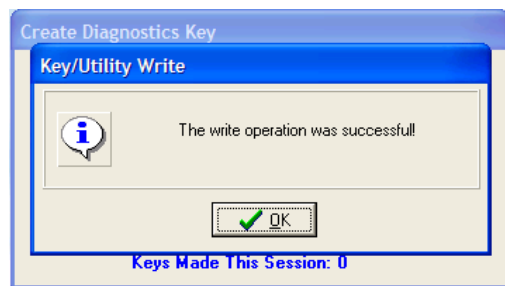 Create Diagnostics Key
Key/Utility Write
The write operation was successful!
OK
Keys Made This Session: 0